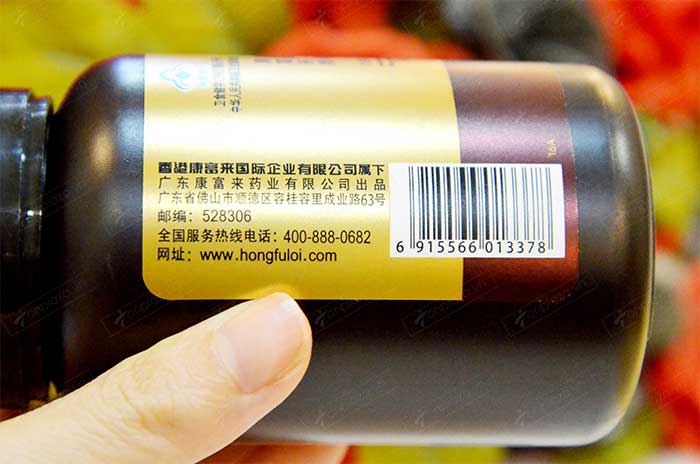 香港康富来国际企业有限公司属下
广东康富来药业有限公司出品
广东省佛山市顺德区容桂容里成业路63号
邮编：528306
全国服务热线电话：400-888-0682
网址：www.hongfuloi.com
6 915566 013378